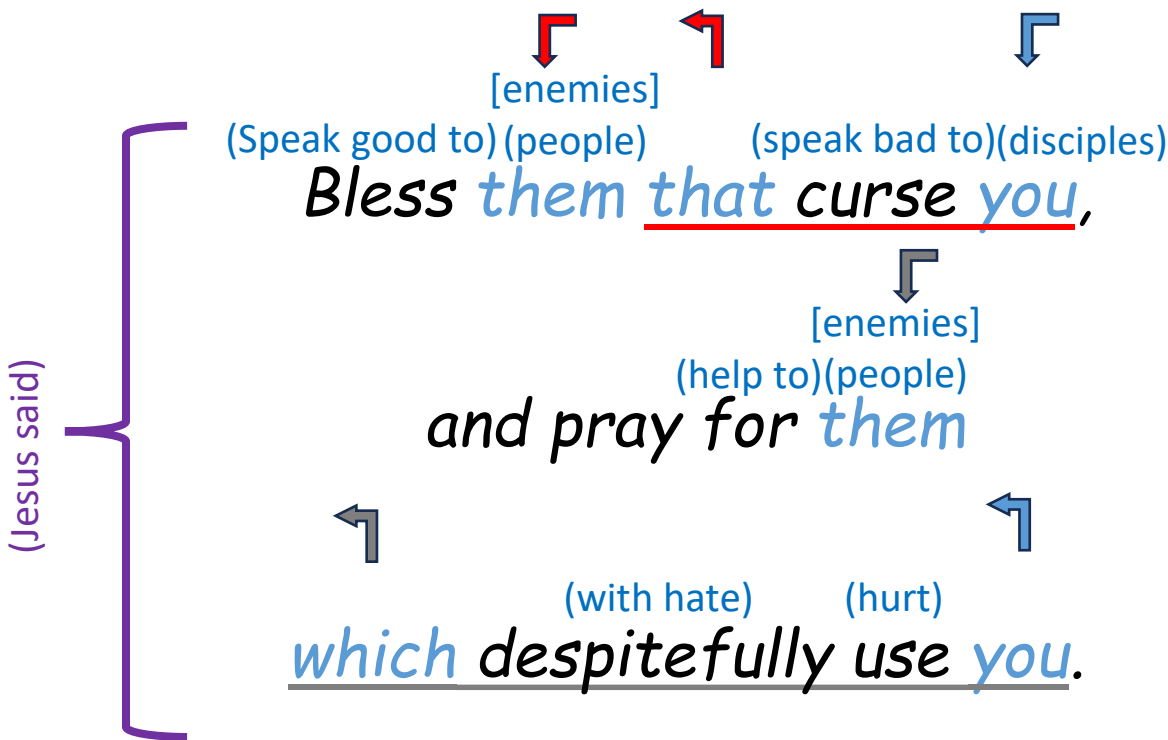 [enemies]
(Speak good to) (people) (speak bad to) (disciples)
Bless them that curse you,
[enemies]
(help to) (people)
and pray for them
(Jesus said)
(with hate) (hurt)
which despitefully use you.